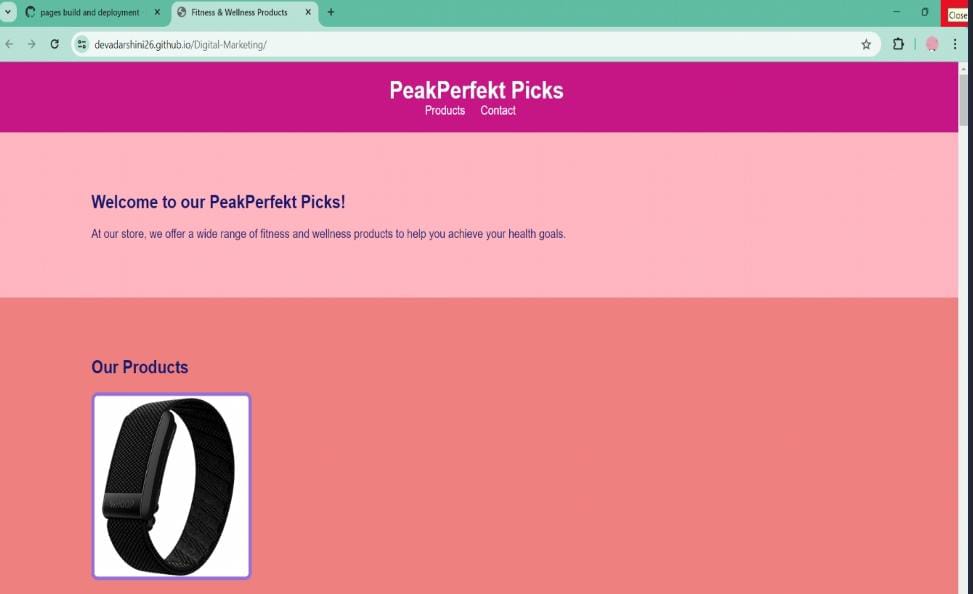 pages build and deployment
Fitness & Wellness Products
Close
devadarshini26.github.io/Digital-Marketing/
PeakPerfekt Picks
Products Contact
Welcome to our PeakPerfekt Picks!
At our store, we offer a wide range of fitness and wellness products to help you achieve your health goals.
Our Products
WHOOP